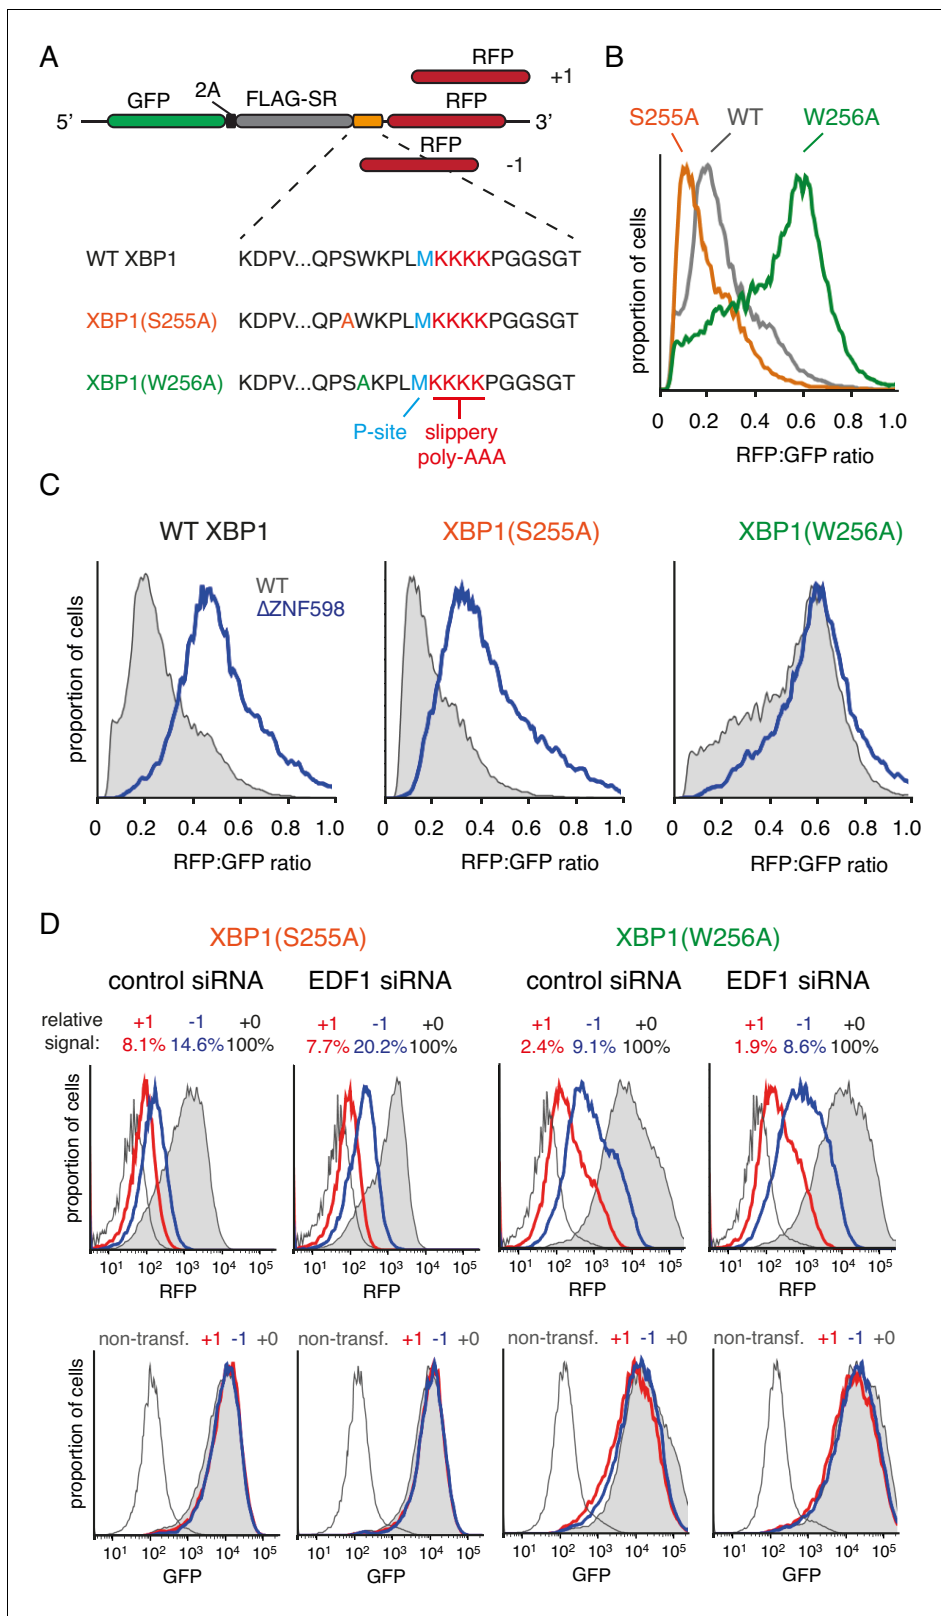 A
RFP
+1
2A
GFP
FLAG-SR
RFP
5’
3’
RFP
-1
WT XBP1
KDPV...QPSWKPLMKKKKPGGSGT
XBP1(S255A)
KDPV...QPAWKPLMKKKKPGGSGT
XBP1(W256A)
KDPV...QPSAKPLMKKKKPGGSGT
P-site
slippery
poly-AAA
B
S255A WT W256A
proportion of cells
0 0.2 0.4 0.6 0.8 1.0
RFP:GFP ratio
C
WT XBP1
WT
ΔZNF598
proportion of cells
0 0.2 0.4 0.6 0.8 1.0
RFP:GFP ratio
XBP1(S255A)
0 0.2 0.4 0.6 0.8 1.0
RFP:GFP ratio
XBP1(W256A)
0 0.2 0.4 0.6 0.8 1.0
RFP:GFP ratio
D
XBP1(S255A)
XBP1(W256A)
control siRNA
EDF1 siRNA
control siRNA
EDF1 siRNA
relative
signal:
+1 -1 +0
8.1% 14.6% 100%
+1 -1 +0
7.7% 20.2% 100%
+1 -1 +0
2.4% 9.1% 100%
+1 -1 +0
1.9% 8.6% 100%
proportion of cells
10¹ 10² 10³ 10⁴ 10⁵
RFP
10¹ 10² 10³ 10⁴ 10⁵
RFP
10¹ 10² 10³ 10⁴ 10⁵
RFP
10¹ 10² 10³ 10⁴ 10⁵
RFP
non-transf. +1 -1 +0
non-transf. +1 -1 +0
non-transf. +1 -1 +0
non-transf. +1 -1 +0
proportion of cells
10¹ 10² 10³ 10⁴ 10⁵
GFP
10¹ 10² 10³ 10⁴ 10⁵
GFP
10¹ 10² 10³ 10⁴ 10⁵
GFP
10¹ 10² 10³ 10⁴ 10⁵
GFP